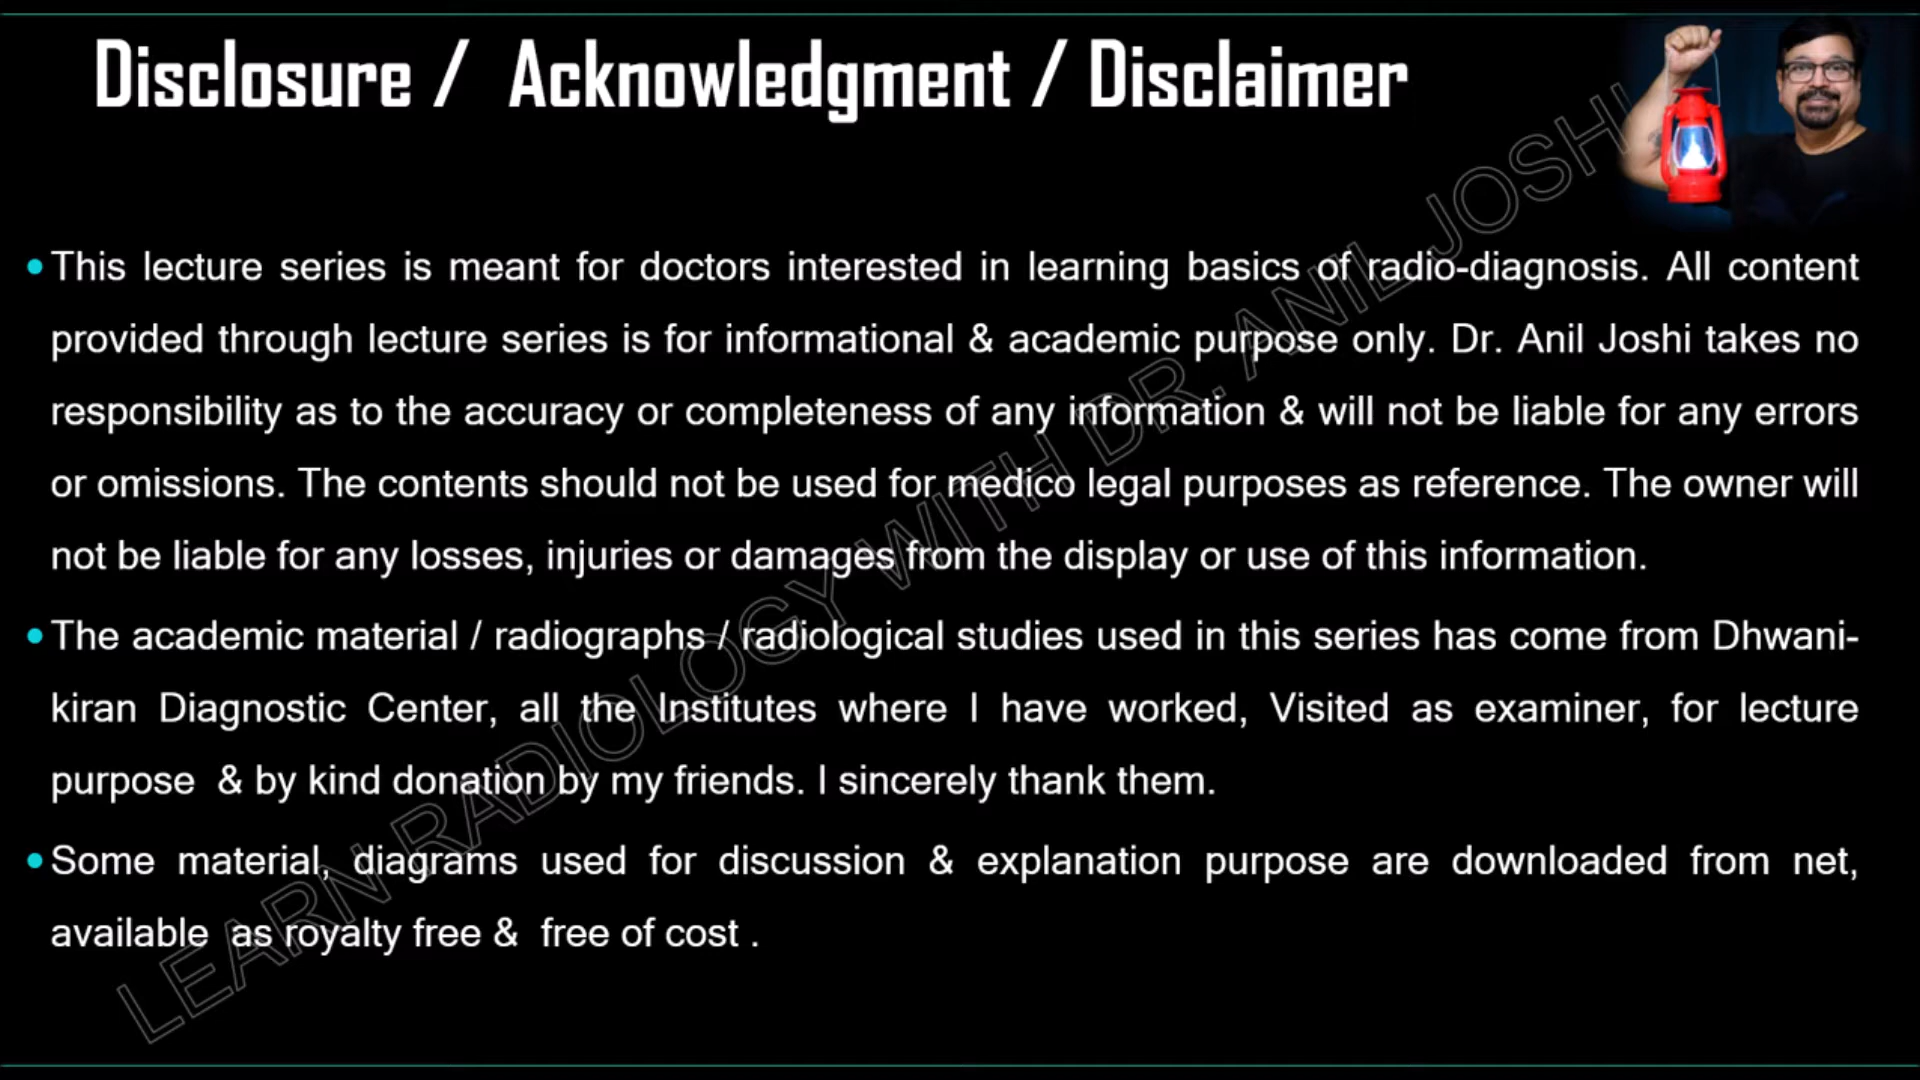 Disclosure / Acknowledgment / Disclaimer
This lecture series is meant for doctors interested in learning basics of radio-diagnosis. All content
provided through lecture series is for informational & academic purpose only. Dr. Anil Joshi takes no
responsibility as to the accuracy or completeness of any information & will not be liable for any errors
or omissions. The contents should not be used for medico legal purposes as reference. The owner will
not be liable for any losses, injuries or damages from the display or use of this information.
The academic material / radiographs / radiological studies used in this series has come from Dhwani-
kiran Diagnostic Center, all the Institutes where I have worked, Visited as examiner, for lecture
purpose & by kind donation by my friends. I sincerely thank them.
Some material, diagrams used for discussion & explanation purpose are downloaded from net,
available as royalty free & free of cost .
LEARN RADIOLOGY WITH DR. ANIL JOSHI